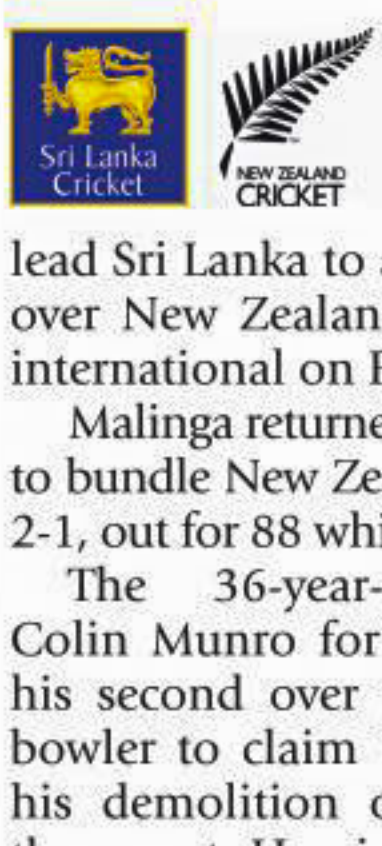 Sri Lanka
Cricket
NEW ZEALAND
CRICKET
lead Sri Lanka to
over New Zealan
international on
Malinga returne
to bundle New Ze
2-1, out for 88 whi
The 36-year-
Colin Munro for
his second over
bowler to claim
his demolition